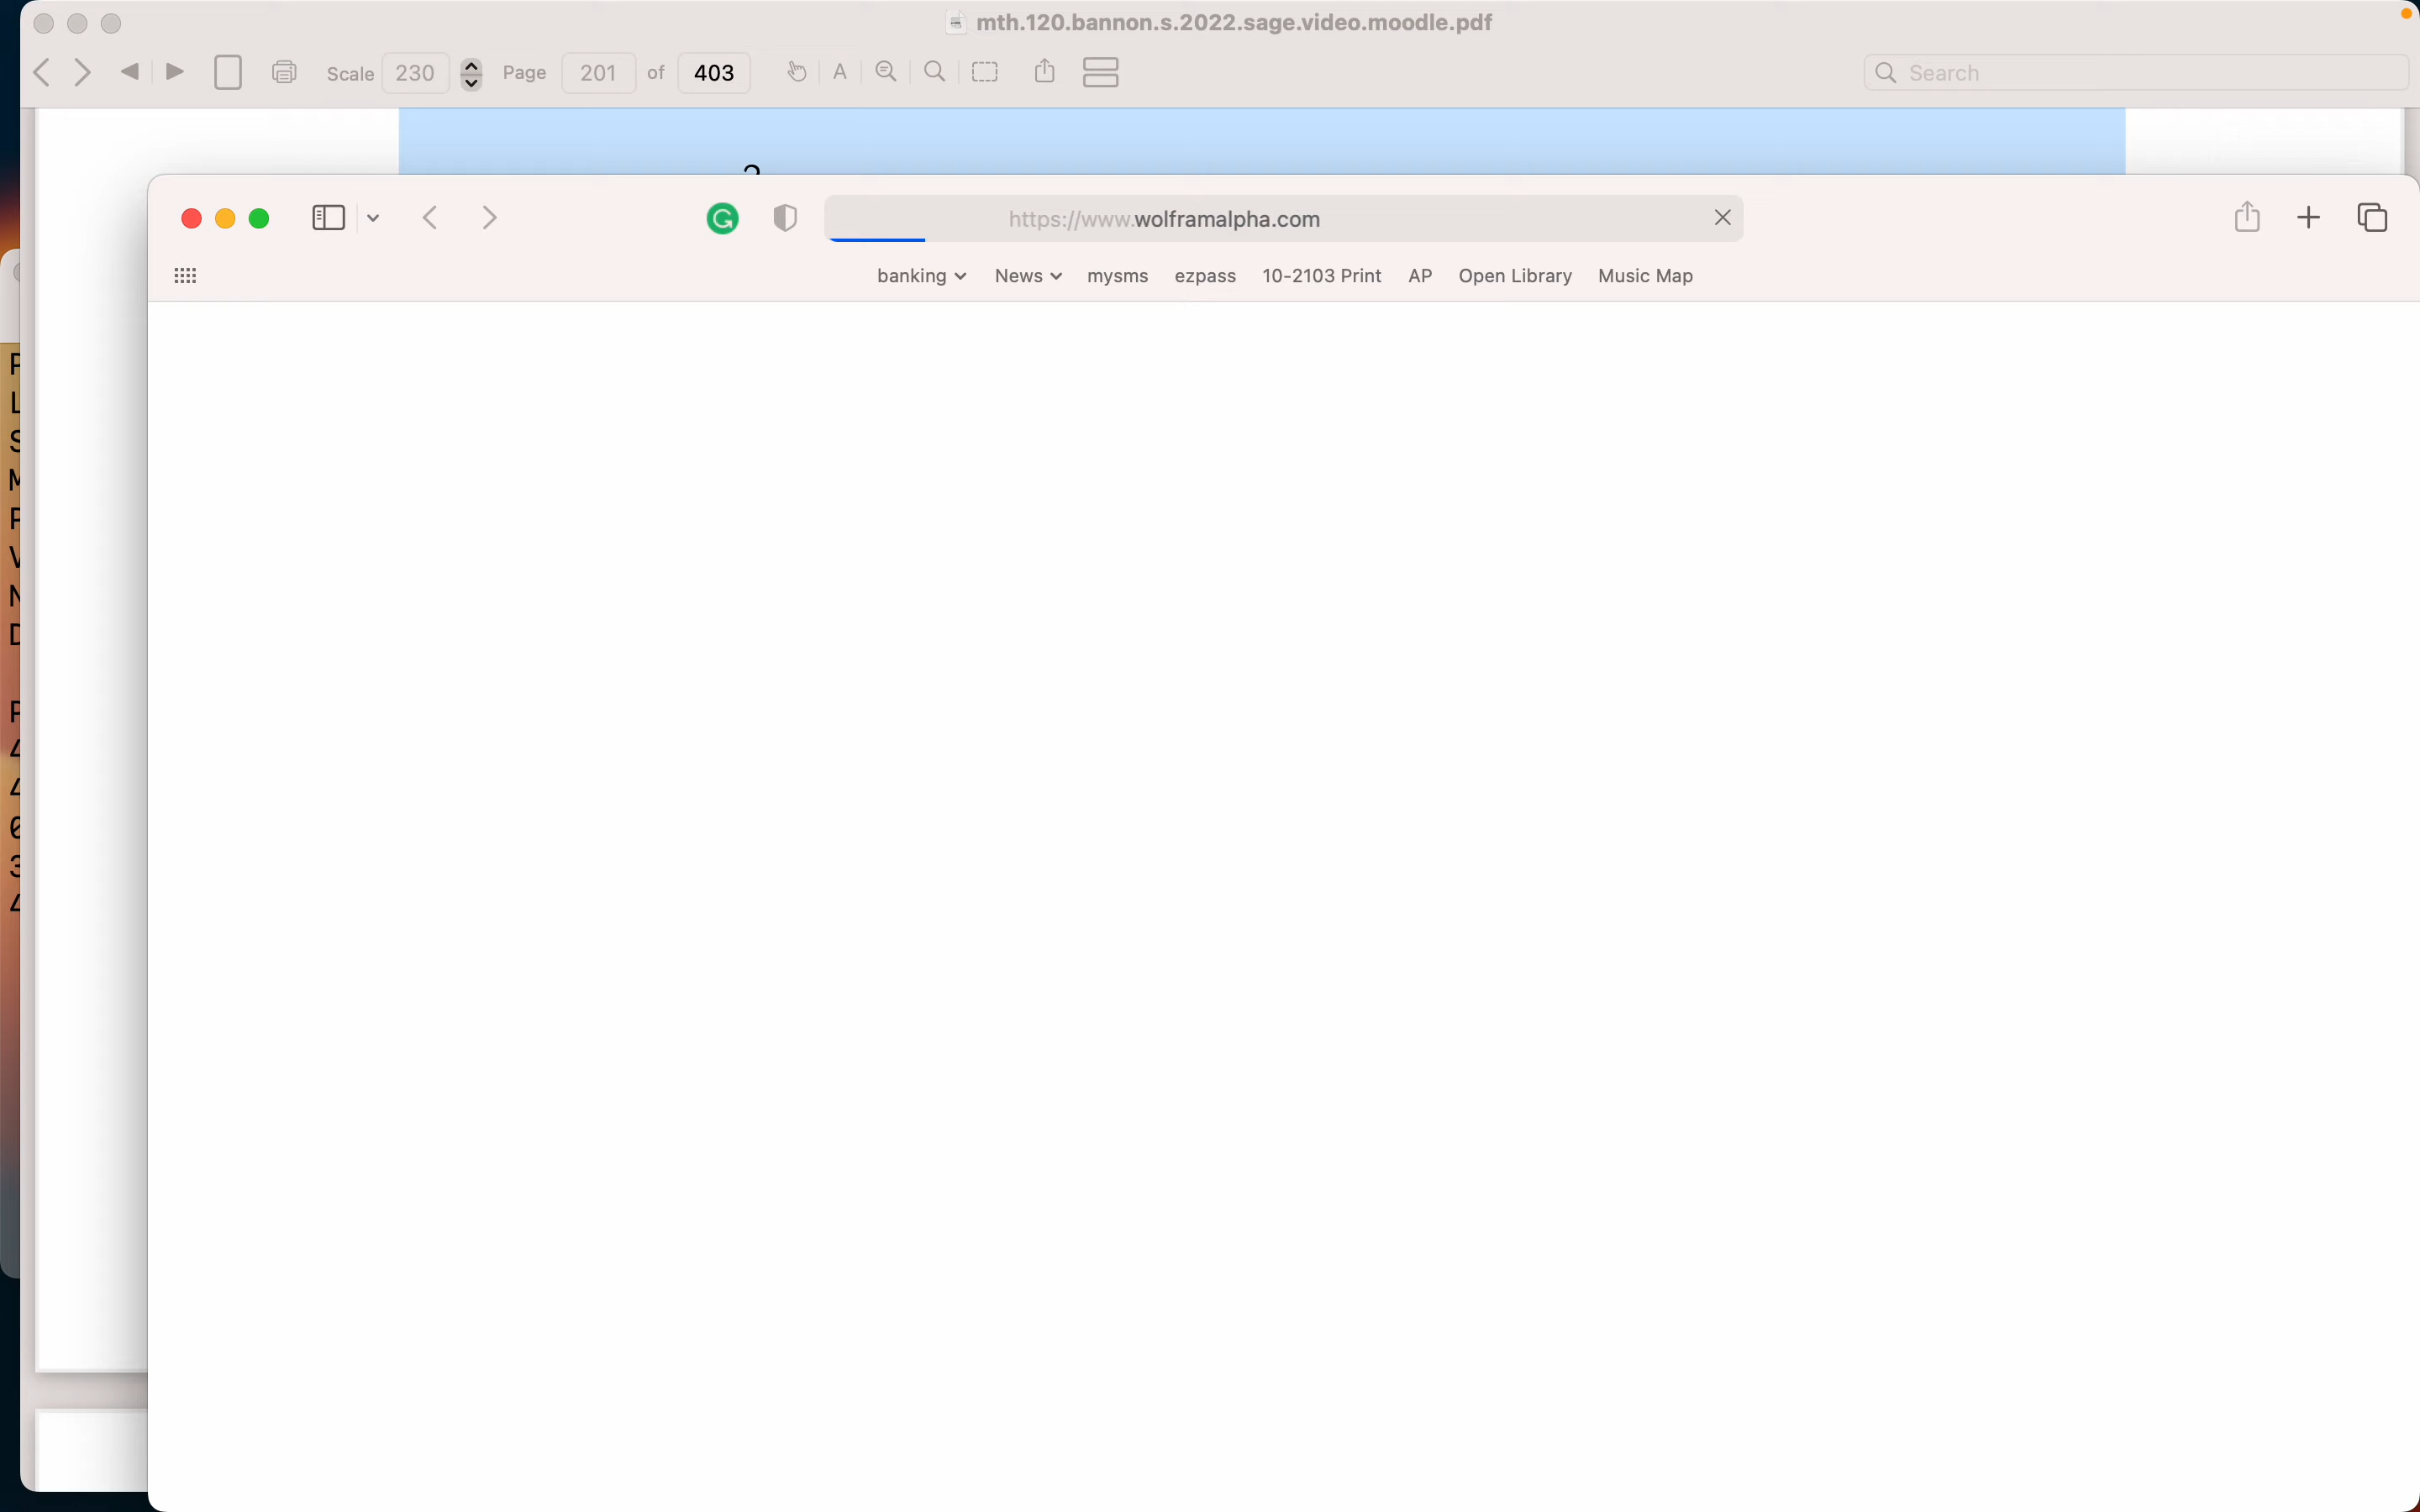 mth.120.bannon.s.2022.sage.video.moodle.pdf
Scale 230 Page 201 of 403 A Search
https://www.wolframalpha.com
banking News mysms ezpass 10-2103 Print AP Open Library Music Map